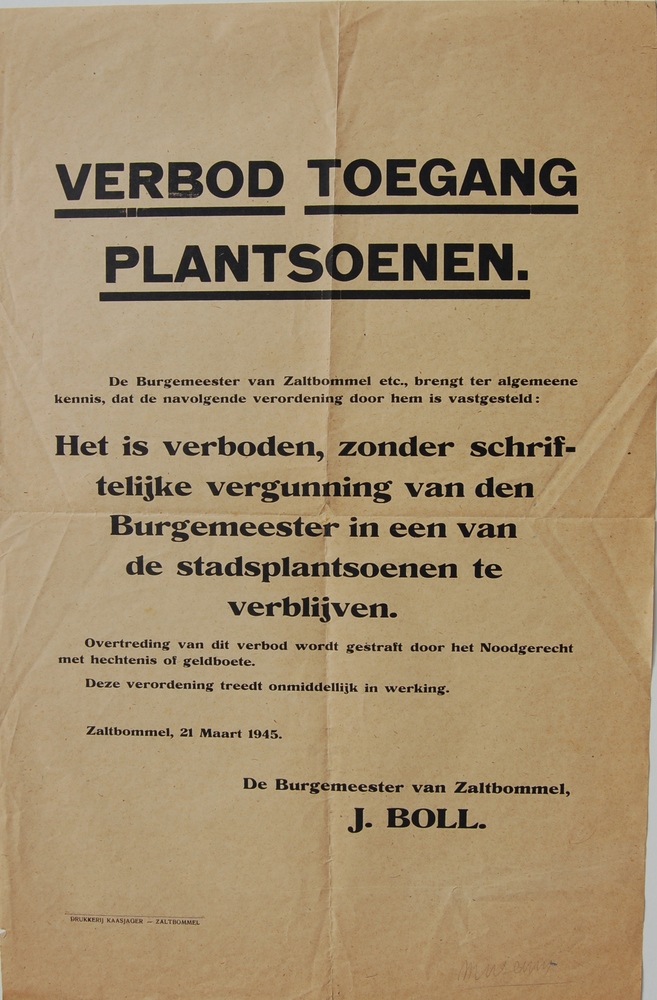 VERBOD TOEGANG
PLANTSOENEN.
De Burgemeester van Zaltbommel etc., brengt ter algemeene
kennis, dat de navolgende verordening door hem is vastgesteld:
Het is verboden, zonder schrif-
telijke vergunning van den
Burgemeester in een van
de stadsplantsoenen te
verblijven.
Overtreding van dit verbod wordt gestraft door het Noodgerecht
met hechtenis of geldboete.
Deze verordening treedt onmiddellijk in werking.
Zaltbommel, 21 Maart 1945.
De Burgemeester van Zaltbommel,
J. BOLL.
DRUKKERIJ KAASJAGER — ZALTBOMMEL